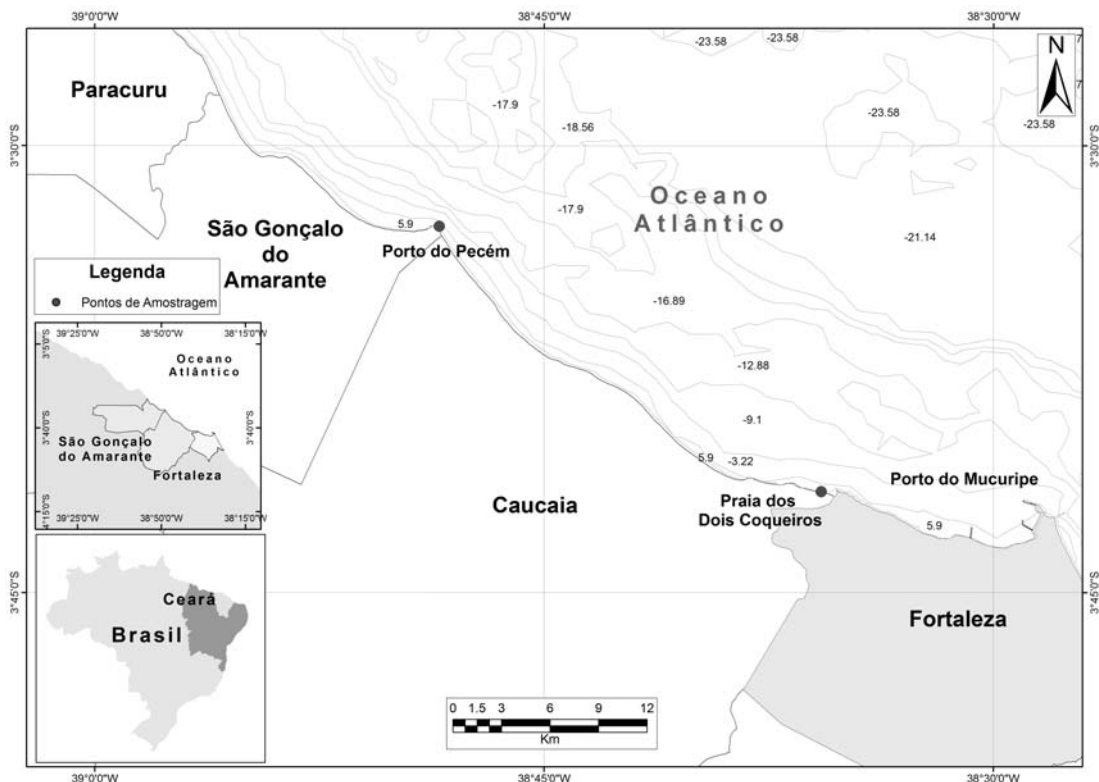 39°0'0"W
38°45'0"W
38°30'0"W
-23.58
-23.58
N
Paracuru
-17.9
-18.56
-23.58
-23.58
3°30'0"S
3°30'0"S
Oceano
Atlântico
-17.9
-21.14
5.9
São Gonçalo
do
Amarante
Porto do Pecém
Legenda
Pontos de Amostragem
-16.89
39°25'0"W
38°50'0"W
38°15'0"W
3°5'0"S
3°5'0"S
Oceano
Atlântico
3°40'0"S
3°40'0"S
São Gonçalo
do Amarante
Fortaleza
4°15'0"S
39°25'0"W
38°50'0"W
38°15'0"W
-12.88
-9.1
5.9
-3.22
Porto do Mucuripe
Praia dos
Dois Coqueiros
5.9
Caucaia
3°45'0"S
3°45'0"S
Ceará
Brasil
Fortaleza
0 1.5 3 6 9 12
Km
39°0'0"W
38°45'0"W
38°30'0"W